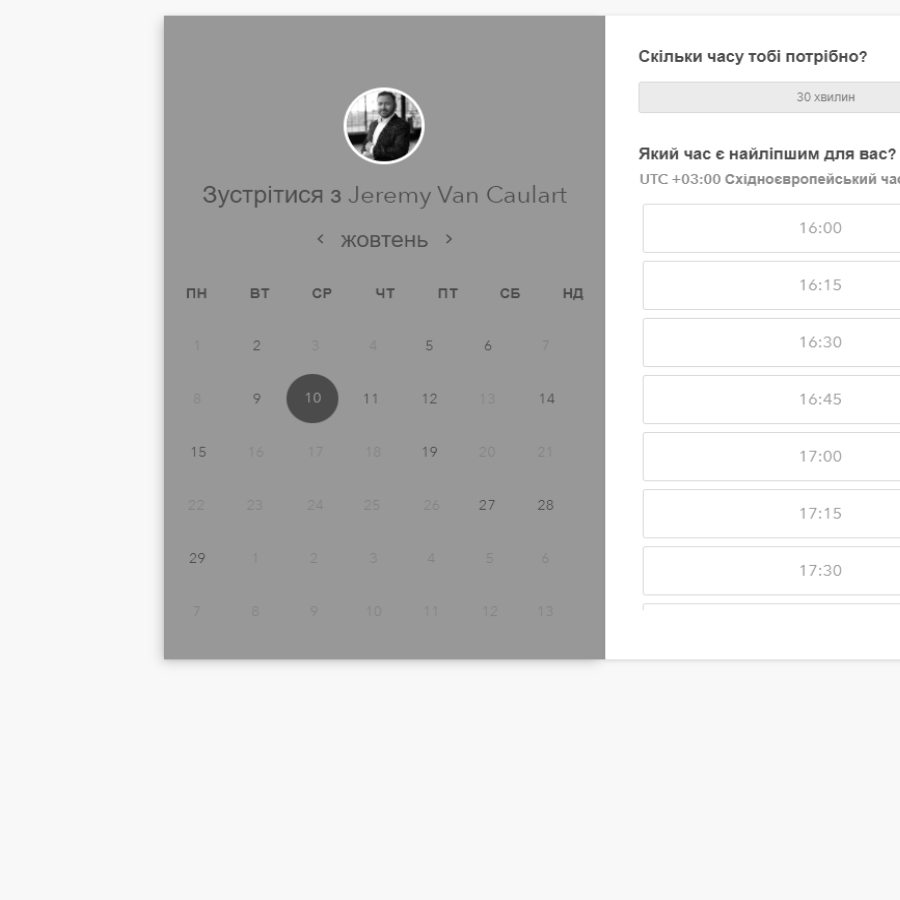 Зустрітися з Jeremy Van Caulart
жовтень
ПН ВТ СР ЧТ ПТ СБ НД
1 2 3 4 5 6 7
8 9 10 11 12 13 14
15 16 17 18 19 20 21
22 23 24 25 26 27 28
29 1 2 3 4 5 6
7 8 9 10 11 12 13
Скільки часу тобі потрібно?
30 хвилин
Який час є найліпшим для вас?
UTC +03:00 Східноєвропейський
16:00
16:15
16:30
16:45
17:00
17:15
17:30